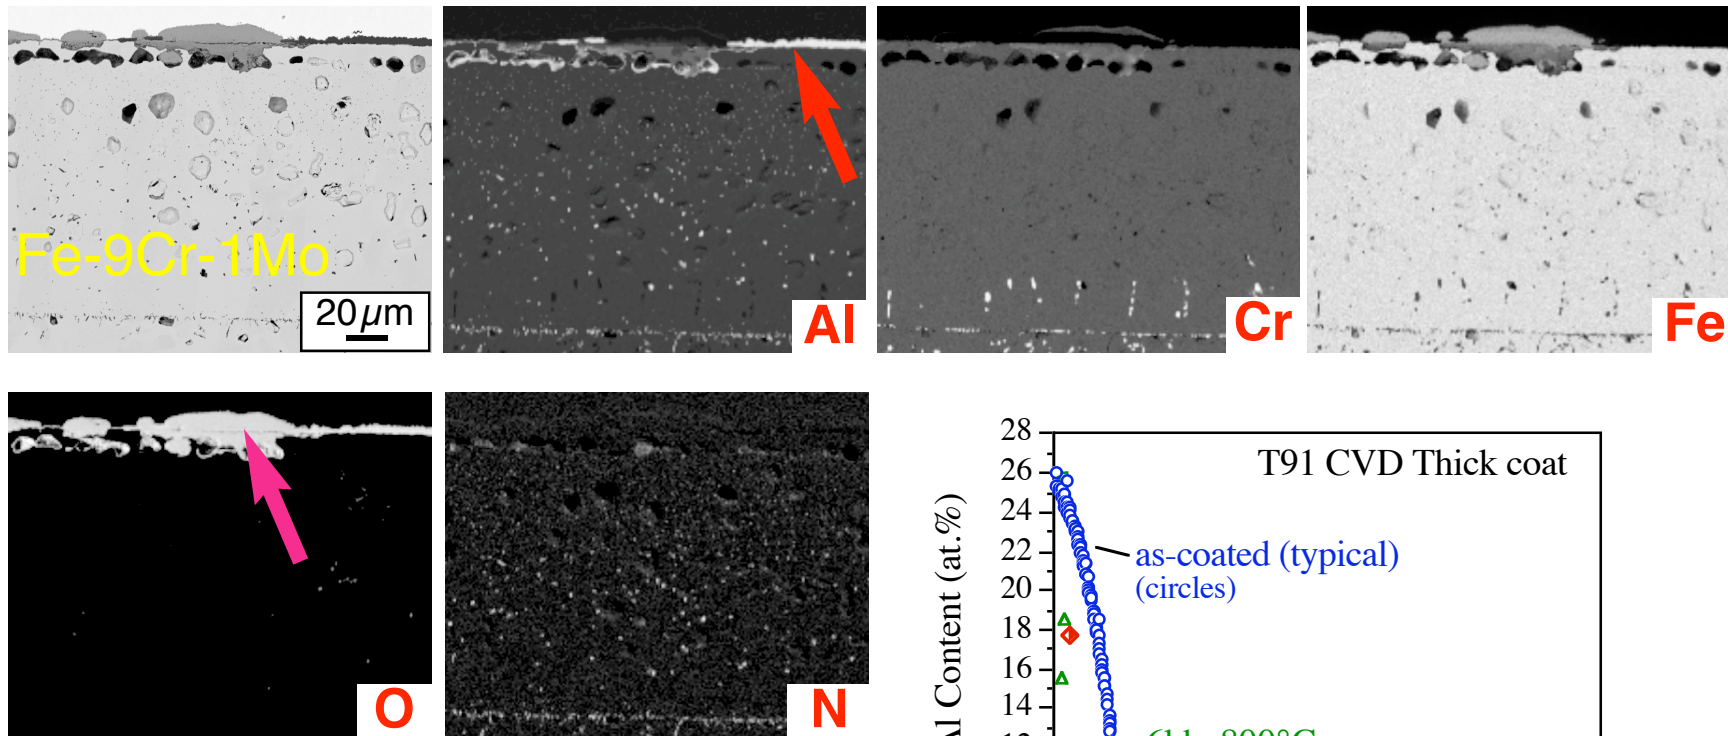 Fe-9Cr-1Mo
20µm
Al
Cr
Fe
O
N
28
26
24
22
20
18
16
14
Al Content (at.%)
T91 CVD Thick coat
as-coated (typical)
(circles)
800°C